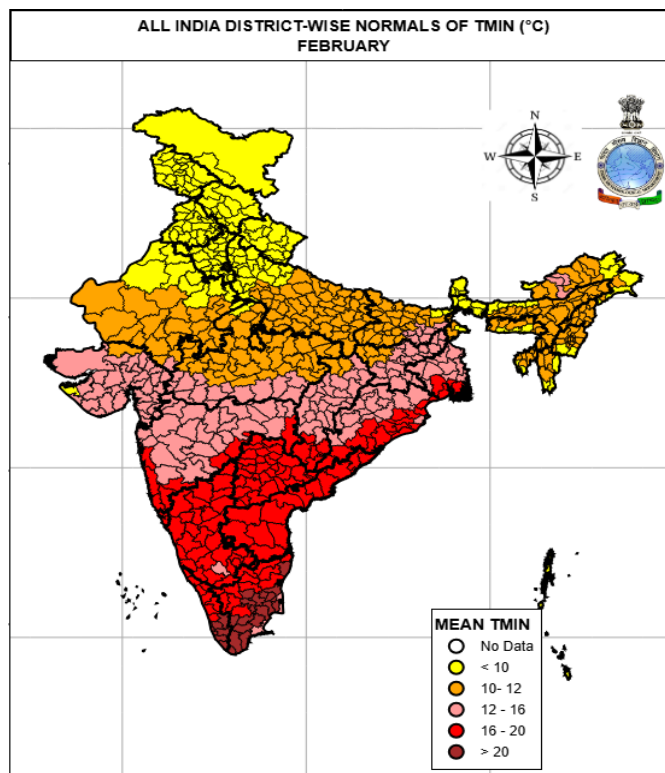 ALL INDIA DISTRICT-WISE NORMALS OF TMIN (°C)
FEBRUARY
N
W
E
S
MEAN TMIN
No Data
< 10
10- 12
12 - 16
16 - 20
> 20